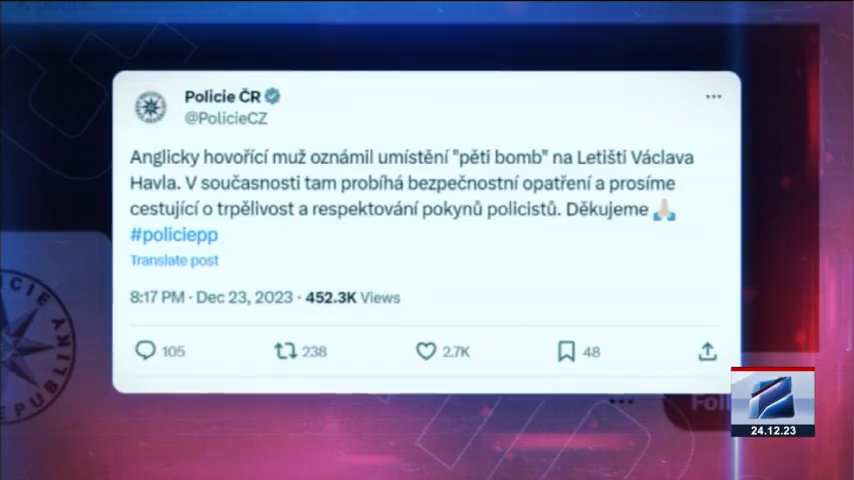 Policie ČR
@PolicieCZ
Anglicky hovořící muž oznámil umístění "pěti bomb" na Letišti Václava
Havla. V současnosti tam probíhá bezpečnostní opatření a prosíme
cestující o trpělivost a respektování pokynů policistů. Děkujeme 🙏🏻
#policiepp
Translate post
8:17 PM · Dec 23, 2023 · 452.3K Views
105 238 2.7K 48
24.12.23